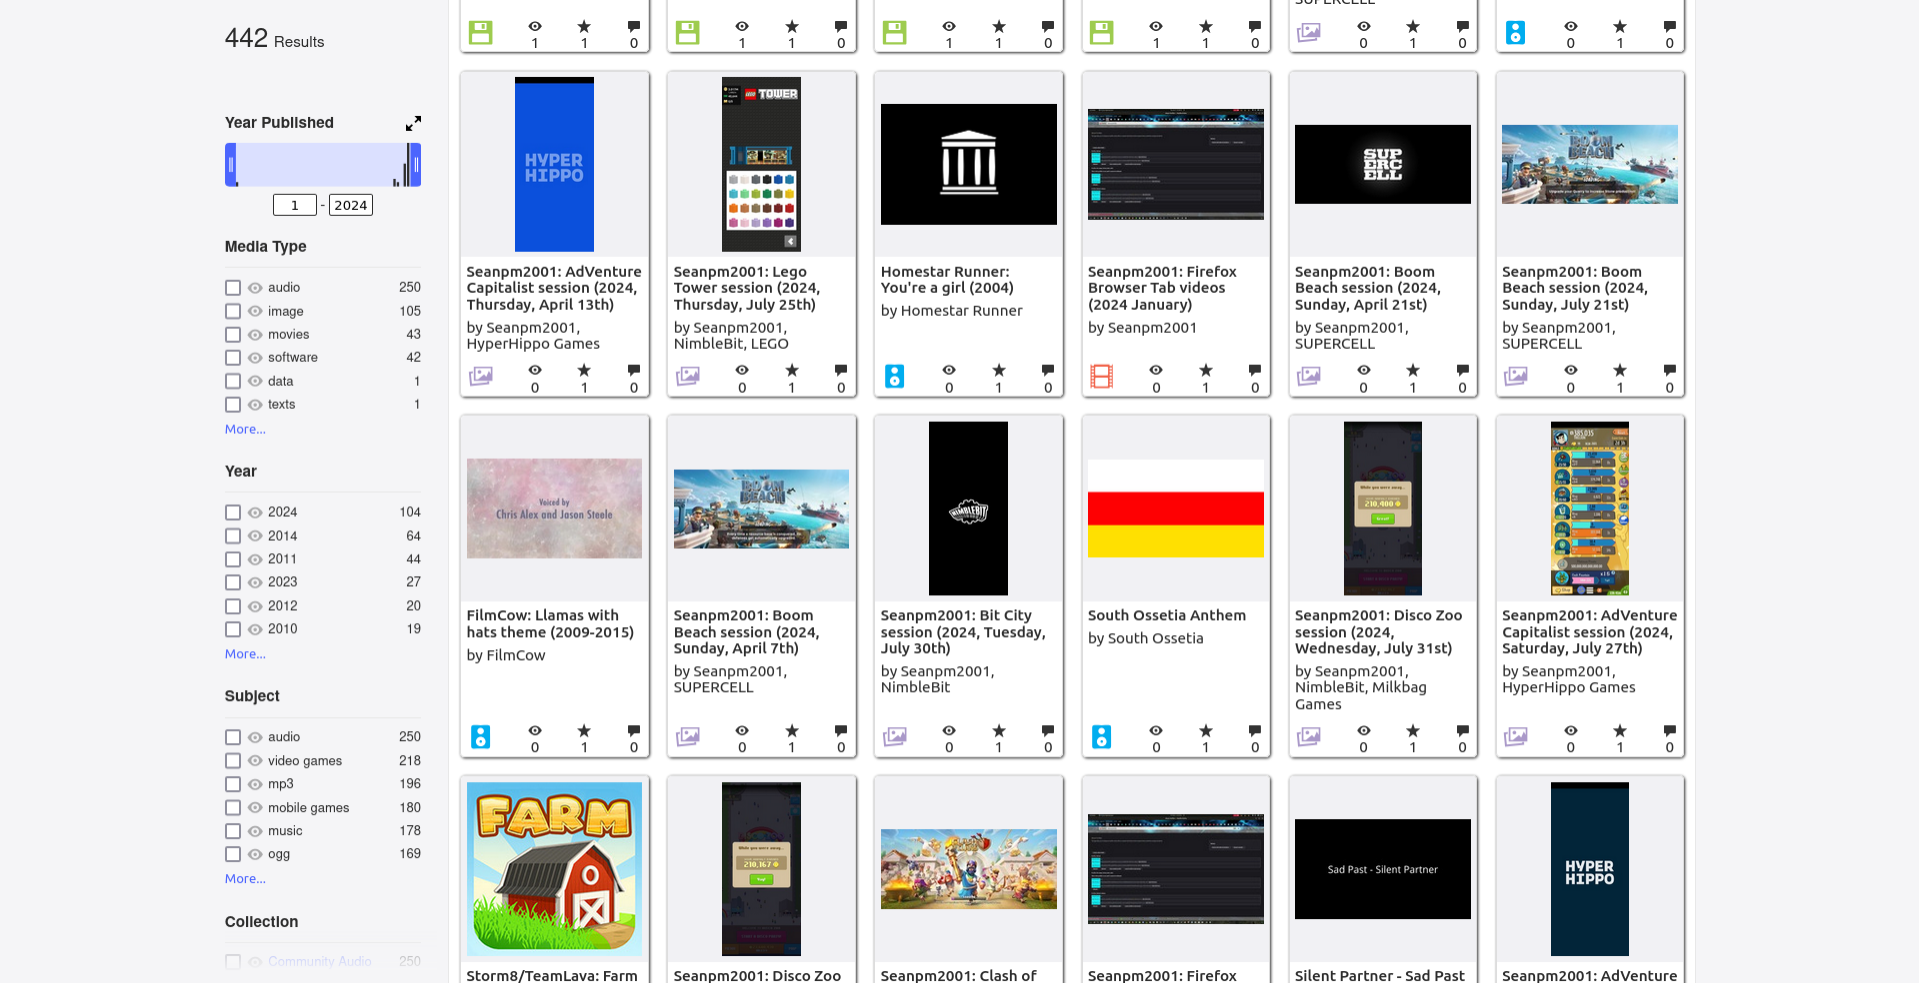 442 Results
Year Published
1 - 2024
Media Type
audio 250
image 105
movies 43
software 42
data 1
texts 1
More...
Year
2024 104
2014 64
2011 44
2023 27
2012 20
2010 19
More...
Subject
audio 250
video games 218
mp3 196
mobile games 180
music 178
ogg 169
More...
Collection
Community Audio 250
SUPERCELL
1 1 0
1 1 0
1 1 0
1 1 0
0 1 0
0 1 0
HYPER
HIPPO
Seanpm2001: AdVenture
Capitalist session (2024,
Thursday, April 13th)
by Seanpm2001,
HyperHippo Games
0 1 0
LEGO TOWER
Seanpm2001: Lego
Tower session (2024,
Thursday, July 25th)
by Seanpm2001,
NimbleBit, LEGO
0 1 0
Homestar Runner:
You're a girl (2004)
by Homestar Runner
0 1 0
Seanpm2001: Firefox
Browser Tab videos
(2024 January)
by Seanpm2001
0 1 0
SUP
ERC
ELL
Seanpm2001: Boom
Beach session (2024,
Sunday, April 21st)
by Seanpm2001,
SUPERCELL
0 1 0
BOOM
BEACH
Seanpm2001: Boom
Beach session (2024,
Sunday, July 21st)
by Seanpm2001,
SUPERCELL
0 1 0
Voiced by
Chris Alex and Jason Steele
FilmCow: Llamas with
hats theme (2009-2015)
by FilmCow
0 1 0
BOOM
BEACH
Seanpm2001: Boom
Beach session (2024,
Sunday, April 7th)
by Seanpm2001,
SUPERCELL
0 1 0
NIMBLEBIT
Seanpm2001: Bit City
session (2024, Tuesday,
July 30th)
by Seanpm2001,
NimbleBit
0 1 0
South Ossetia Anthem
by South Ossetia
0 1 0
While you were away...
210,400
Seanpm2001: Disco Zoo
session (2024,
Wednesday, July 31st)
by Seanpm2001,
NimbleBit, Milkbag
Games
0 1 0
Seanpm2001: AdVenture
Capitalist session (2024,
Saturday, July 27th)
by Seanpm2001,
HyperHippo Games
0 1 0
FARM
Storm8/TeamLava: Farm
While you were away...
210,167
Seanpm2001: Disco Zoo
Seanpm2001: Clash of
Seanpm2001: Firefox
Sad Past - Silent Partner
Silent Partner - Sad Past
HYPER
HIPPO
Seanpm2001: AdVenture